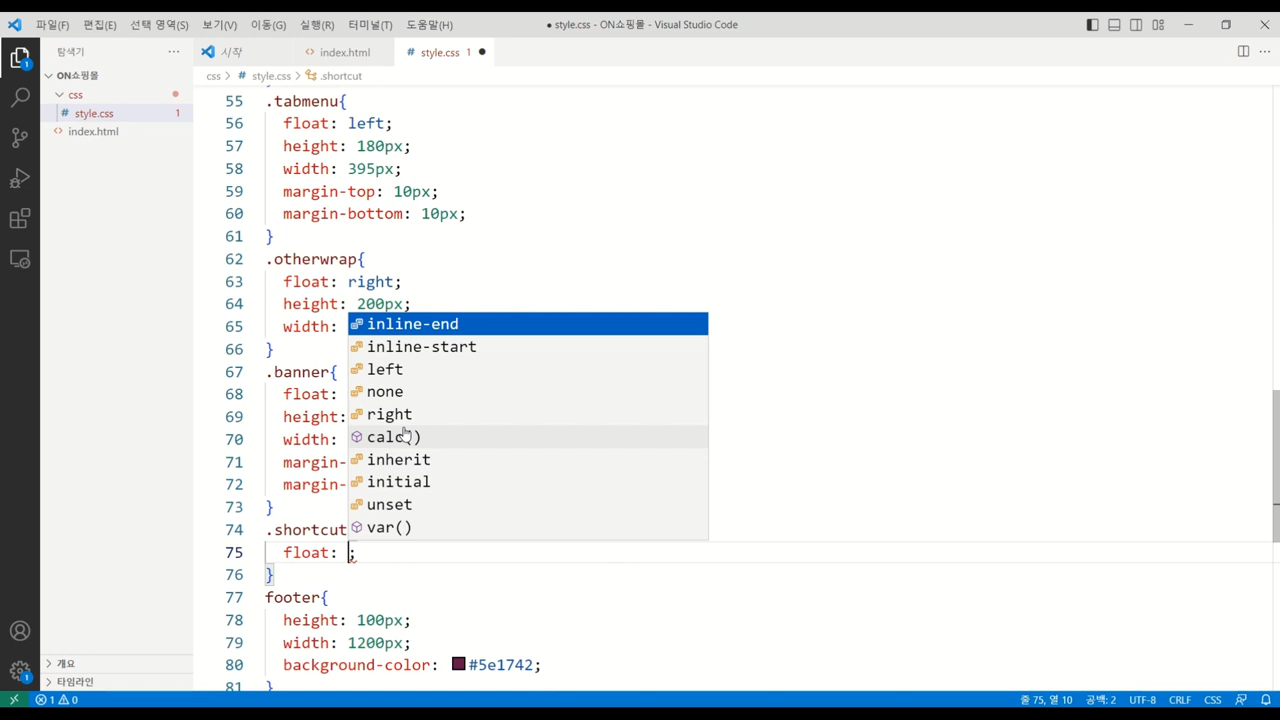 파일(F) 편집(E) 선택 영역(S) 보기(V) 이동(G) 실행(R) 터미널(T) 도움말(H) ● style.css - ON쇼핑몰 - Visual Studio Code
탐색기 ··· 시작 index.html # style.css 1 ●
css > # style.css > .shortcut
ON쇼핑몰
css
# style.css 1
index.html
55 .tabmenu{
56 float: left;
57 height: 180px;
58 width: 395px;
59 margin-top: 10px;
60 margin-bottom: 10px;
61 }
62 .otherwrap{
63 float: right;
64 height: 200px;
65 width:
66 }
67 .banner{
68 float:
69 height:
70 width:
71 margin-
72 margin-
73 }
74 .shortcut
75 float: ;
76 }
77 footer{
78 height: 100px;
79 width: 1200px;
80 background-color: #5e1742;
81 }
inline-end
inline-start
left
none
right
calc()
inherit
initial
unset
var()
개요
타임라인
1 0 줄 75, 열 10 공백: 2 UTF-8 CRLF CSS